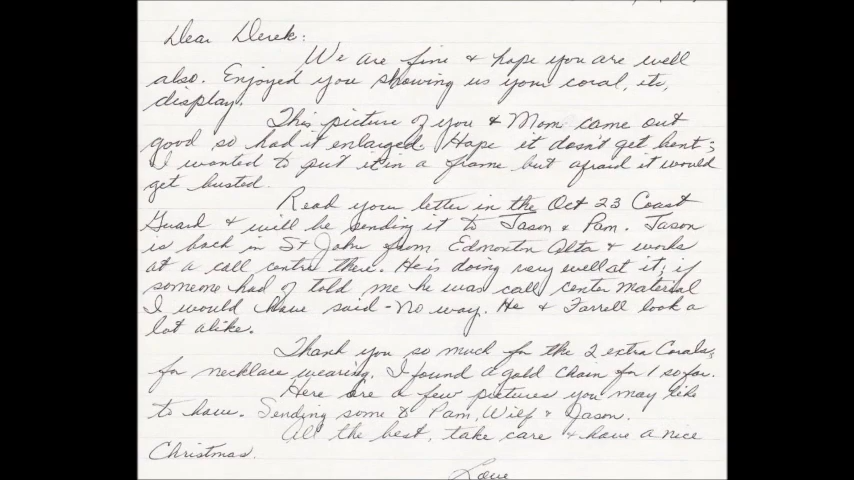 Dear Derek:
We are fine & hope you are well
also. Enjoyed you showing us your coral, etc,
display.
This picture of you & Mom came out
good so had it enlarged. Hope it dosn't get bent;
I wanted to put it in a frame but afraid it would
get busted.
Read your letter in the Oct 23 Coast
Guard & will be sending it to Jason & Pam. Jason
is back in St John from Edmonton Alta & works
at a call centre there. He is doing very well at it; if
someone had of told me he was call center material
I would have said - No way. He & Farrell look a
lot alike.
Thank you so much for the 2 extra Corals,
for necklace wearing. I found a gold chain for 1 so far.
Here are a few pictures you may like
to have. Sending some to Pam, Wilf & Jason.
All the best, take care & have a nice
Christmas.
Love